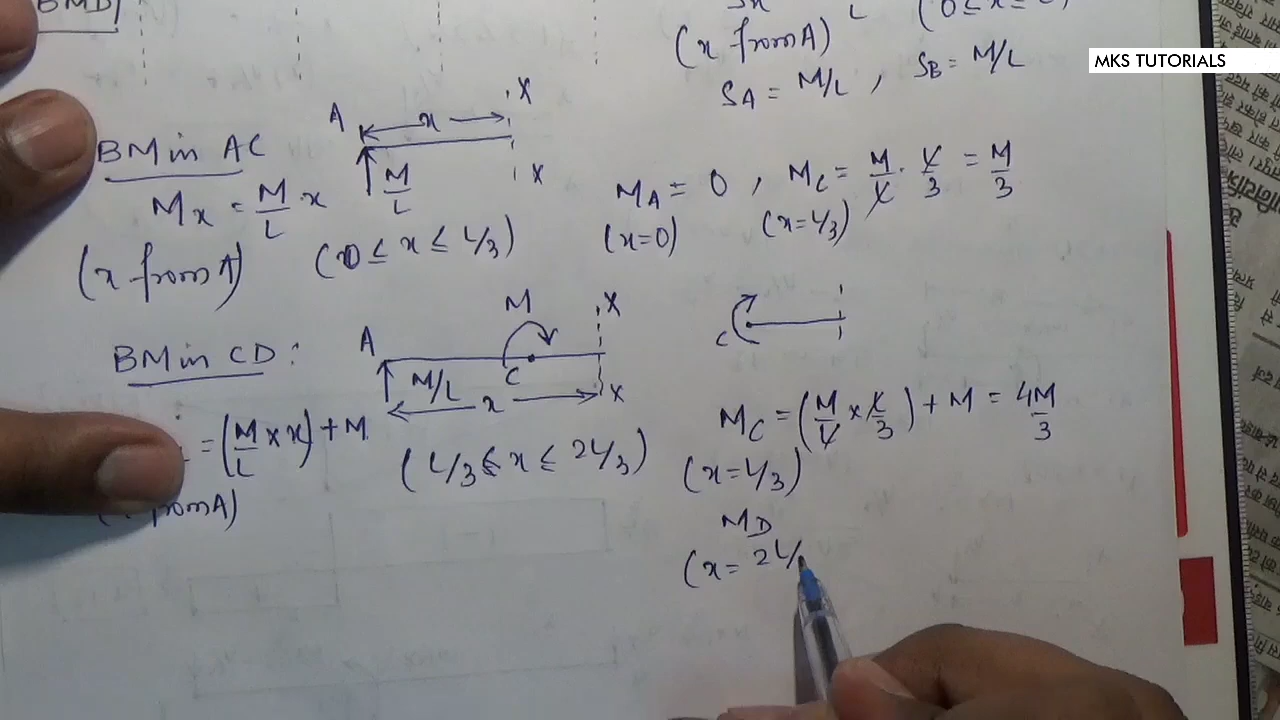 BMD
(x from A)
MKS TUTORIALS
S_A = M/L , S_B = M/L
A x X
BM in AC
M/L X
M_x = M/L · x
M_A = 0 , M_C = M/L · L/3 = M/3
(x from A) (0 ≤ x ≤ L/3) (x=0) (x=L/3)
M X
BM in CD : A C
M/L C x X
= (M/L × x) + M
M_C = (M/L × L/3) + M = 4M/3
(L/3 ≤ x ≤ 2L/3) (x=L/3)
from A)
M_D
(x = 2L/